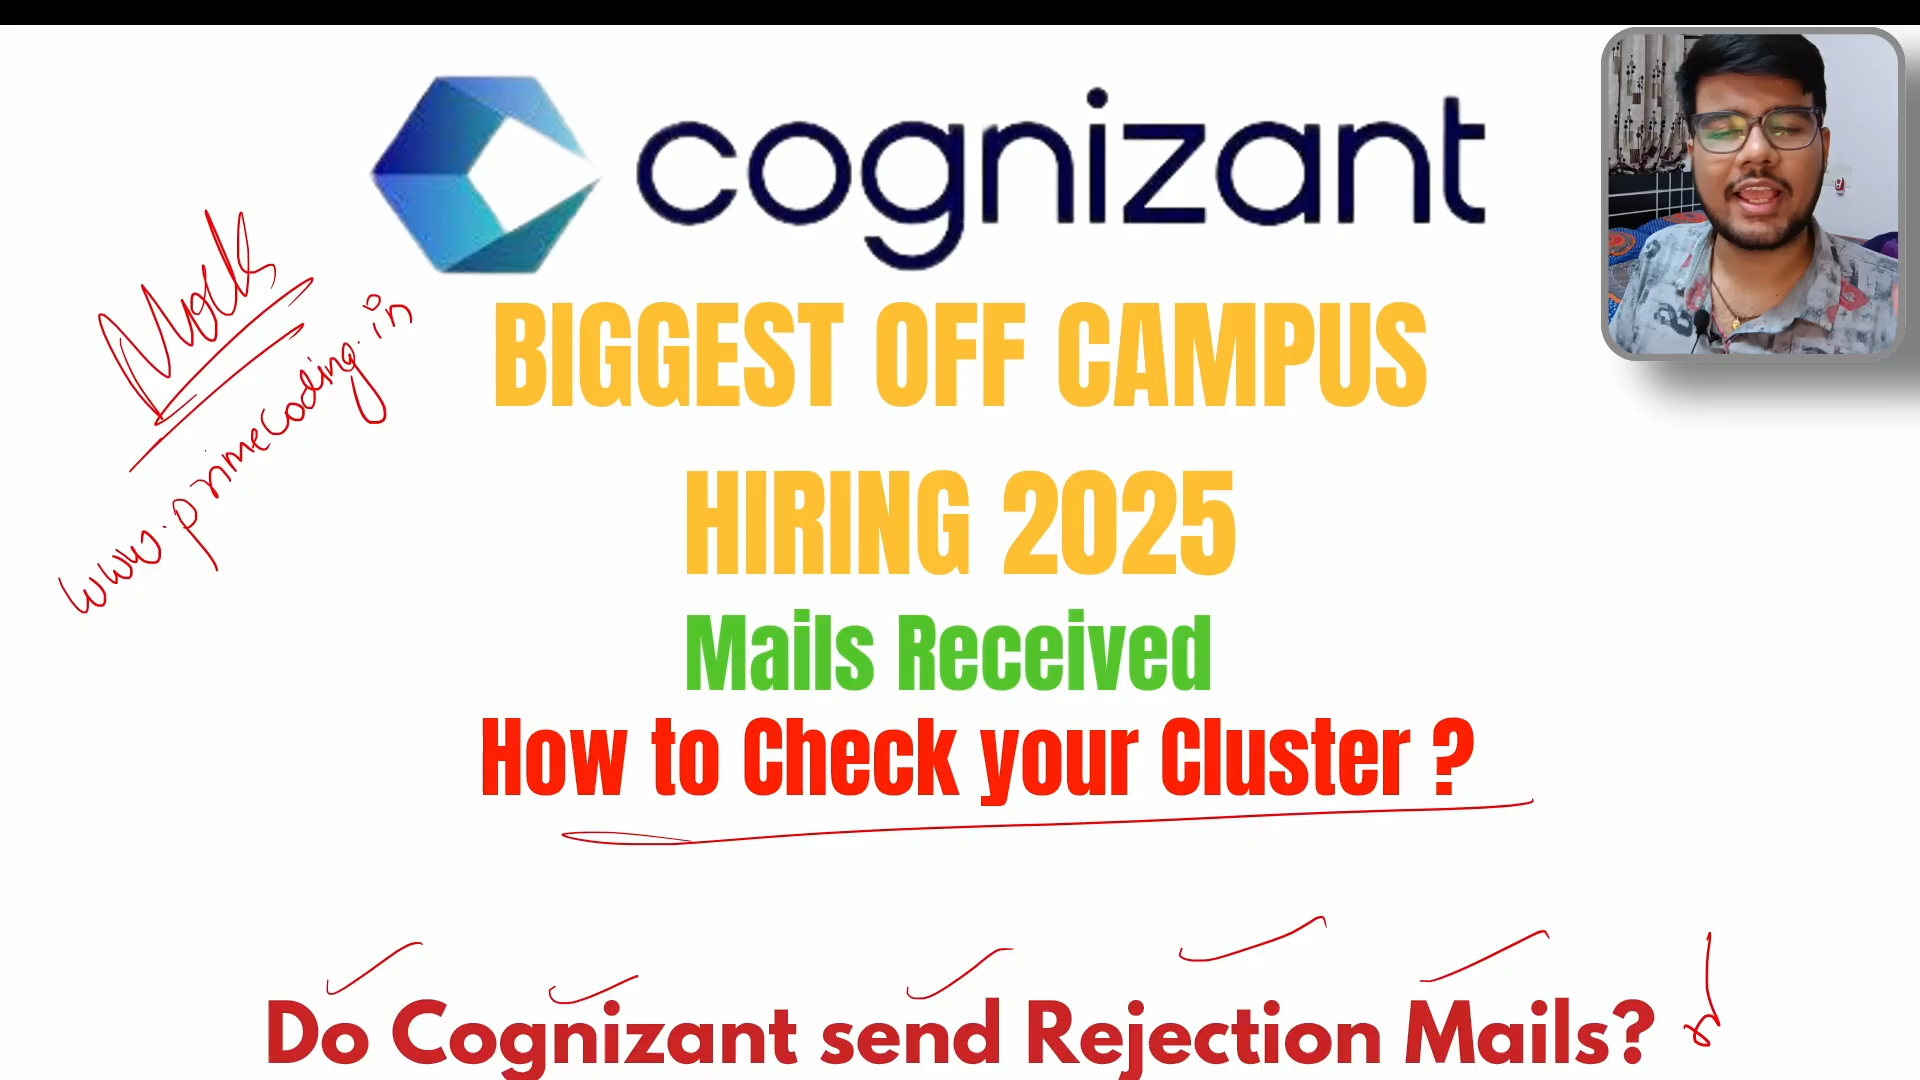 cognizant
Mock
www.primecoding.in
BIGGEST OFF CAMPUS
HIRING 2025
Mails Received
How to Check your Cluster ?
Do Cognizant send Rejection Mails?